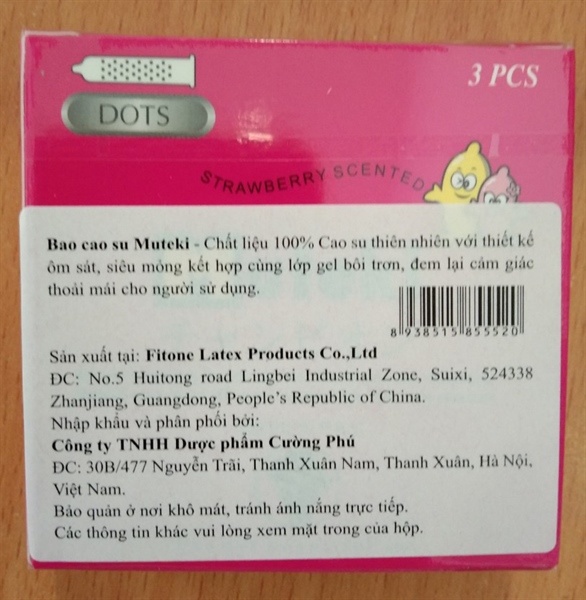 3 PCS
DOTS
STRAWBERRY SCENTED
Bao cao su Muteki - Chất liệu 100% Cao su thiên nhiên với thiết kế
ôm sát, siêu mỏng kết hợp cùng lớp gel bôi trơn, đem lại cảm giác
thoải mái cho người sử dụng.
8 938515 855520
Sản xuất tại: Fitone Latex Products Co.,Ltd
ĐC: No.5 Huitong road Lingbei Industrial Zone, Suixi, 524338
Zhanjiang, Guangdong, People's Republic of China.
Nhập khẩu và phân phối bởi:
Công ty TNHH Dược phẩm Cường Phú
ĐC: 30B/477 Nguyễn Trãi, Thanh Xuân Nam, Thanh Xuân, Hà Nội,
Việt Nam.
Bảo quản ở nơi khô mát, tránh ánh nắng trực tiếp.
Các thông tin khác vui lòng xem mặt trong của hộp.